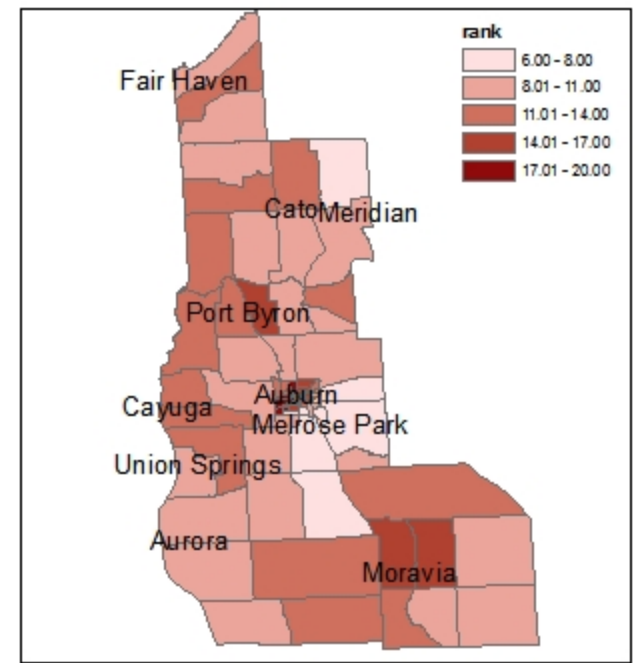 rank
6.00 - 8.00
8.01 - 11.00
11.01 - 14.00
14.01 - 17.00
17.01 - 20.00
Fair Haven
Cato
Meridian
Port Byron
Auburn
Cayuga
Melrose Park
Union Springs
Aurora
Moravia